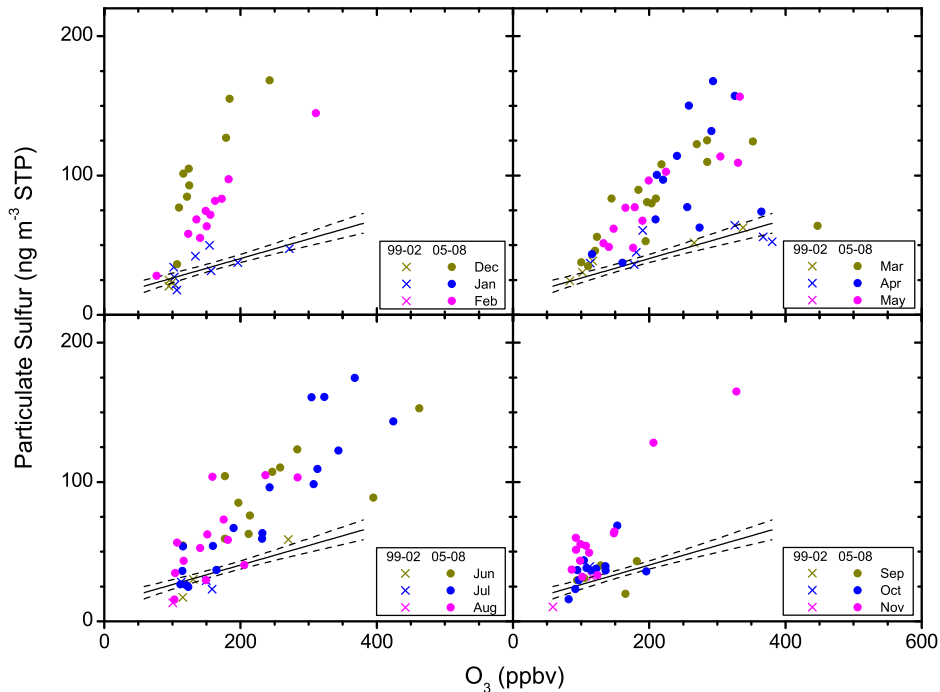 200
100
0
99-02 05-08
Dec
Jan
Feb
99-02 05-08
Mar
Apr
May
200
100
0
0 200 400
99-02 05-08
Jun
Jul
Aug
0 200 400 600
99-02 05-08
Sep
Oct
Nov
Particulate Sulfur (ng m⁻³ STP)
O₃ (ppbv)